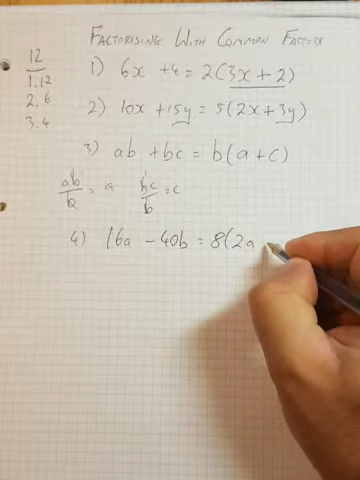 FACTORISING WITH COMMON FACTORS
12
1,12
2,6
3,4
1) 6x + 4 = 2(3x + 2)
2) 10x + 15y = 5(2x + 3y)
3) ab + bc = b(a + c)
ab/b = a bc/b = c
4) 16a - 40b = 8(2a